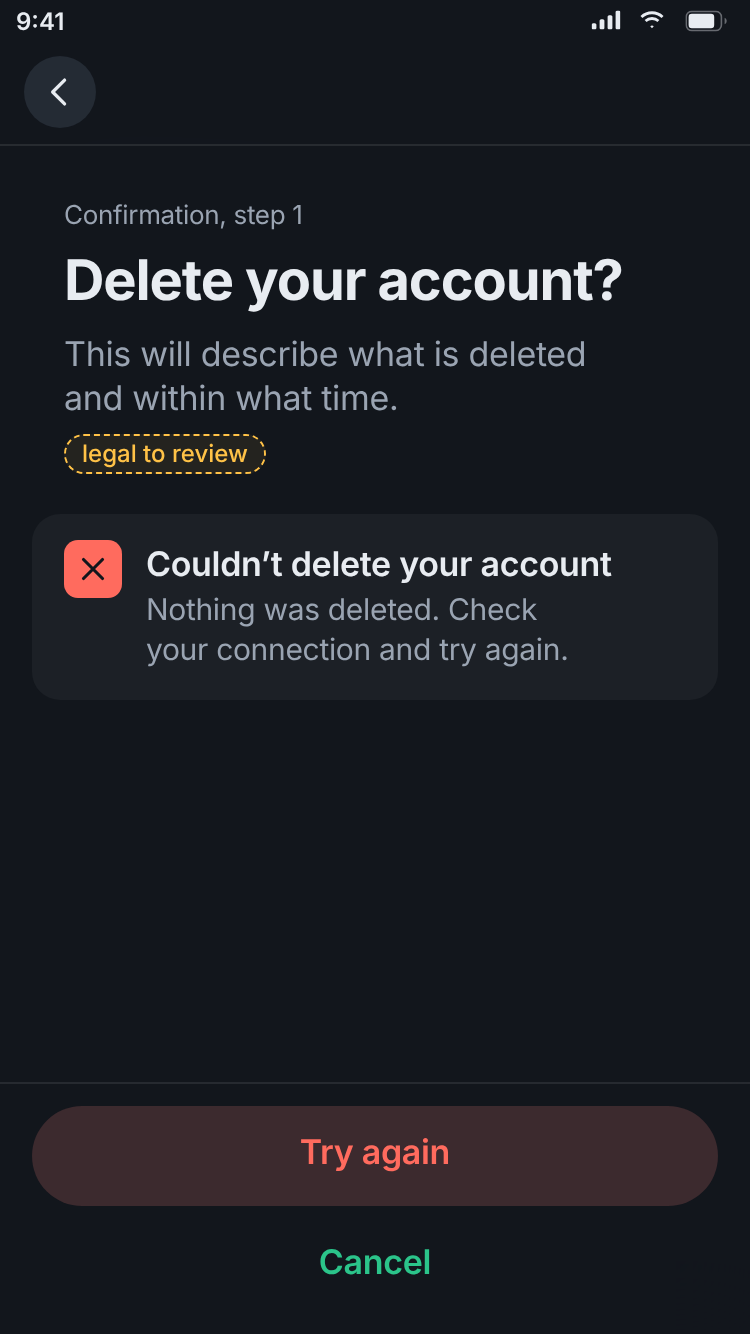 9:41
Confirmation, step 1
Delete your account?
This will describe what is deleted
and within what time.
legal to review
Couldn’t delete your account
Nothing was deleted. Check
your connection and try again.
Try again
Cancel